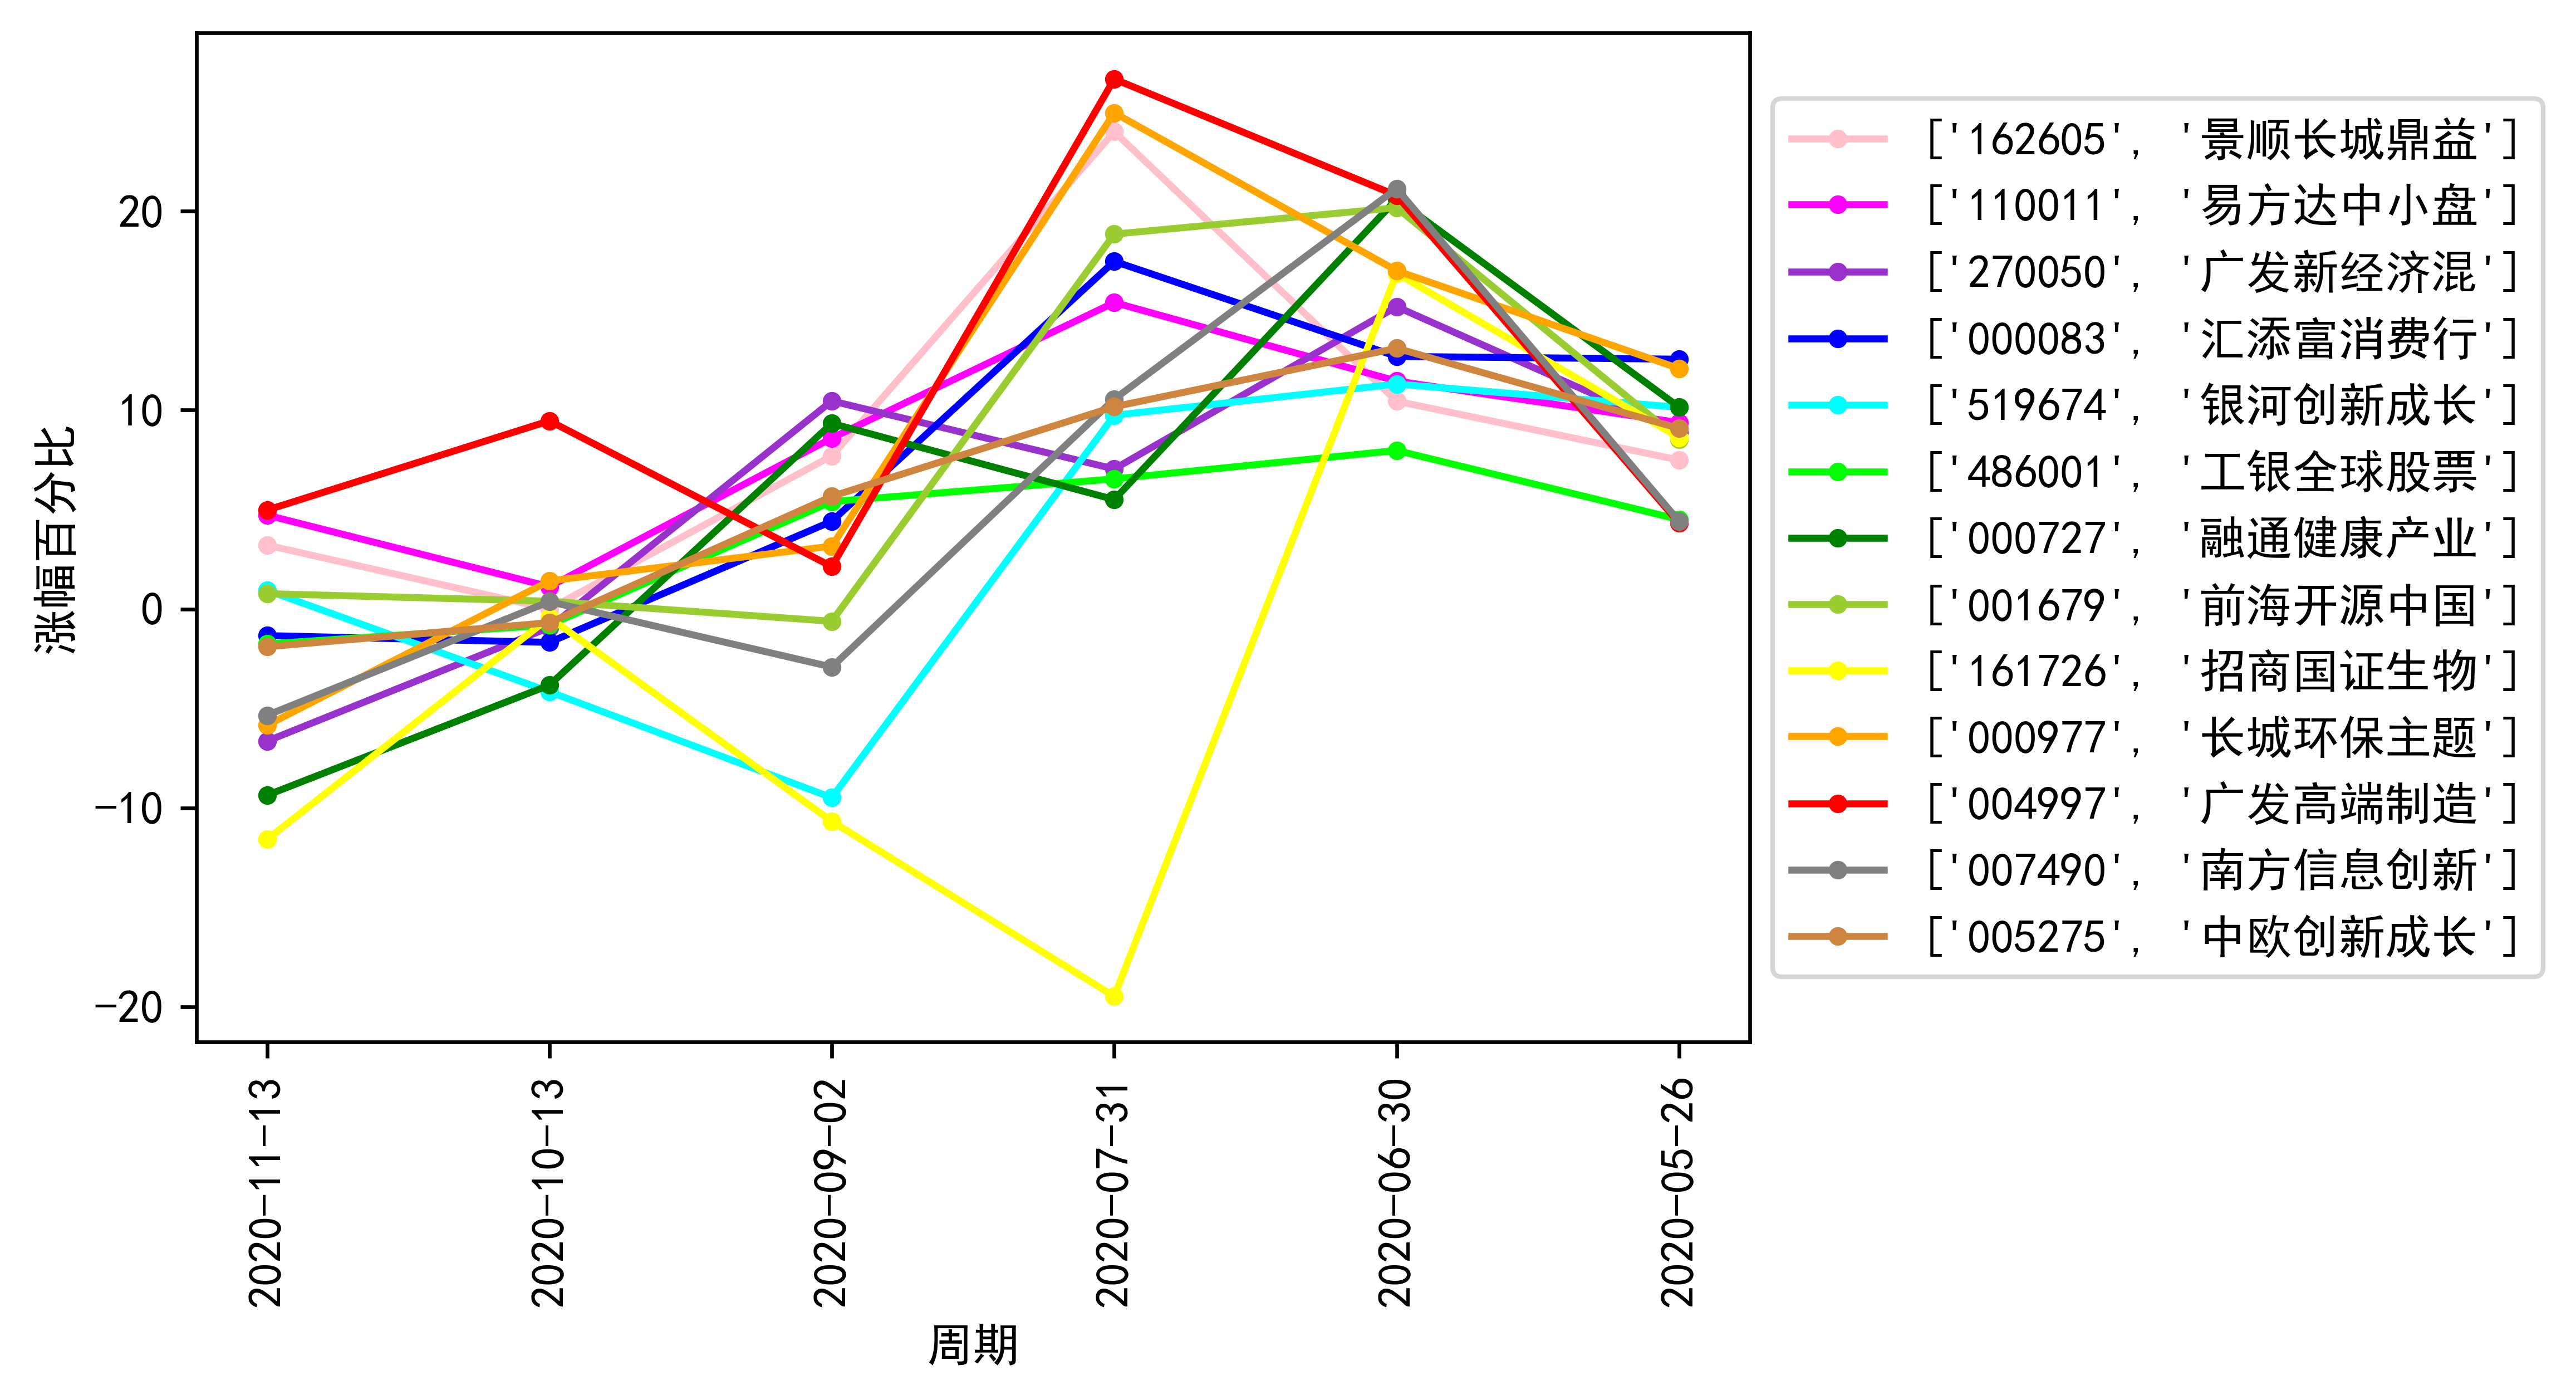 20
10
0
-10
-20
涨幅百分比
2020-11-13
2020-10-13
2020-09-02
2020-07-31
2020-06-30
2020-05-26
周期
['162605', '景顺长城鼎益']
['110011', '易方达中小盘']
['270050', '广发新经济混']
['000083', '汇添富消费行']
['519674', '银河创新成长']
['486001', '工银全球股票']
['000727', '融通健康产业']
['001679', '前海开源中国']
['161726', '招商国证生物']
['000977', '长城环保主题']
['004997', '广发高端制造']
['007490', '南方信息创新']
['005275', '中欧创新成长']